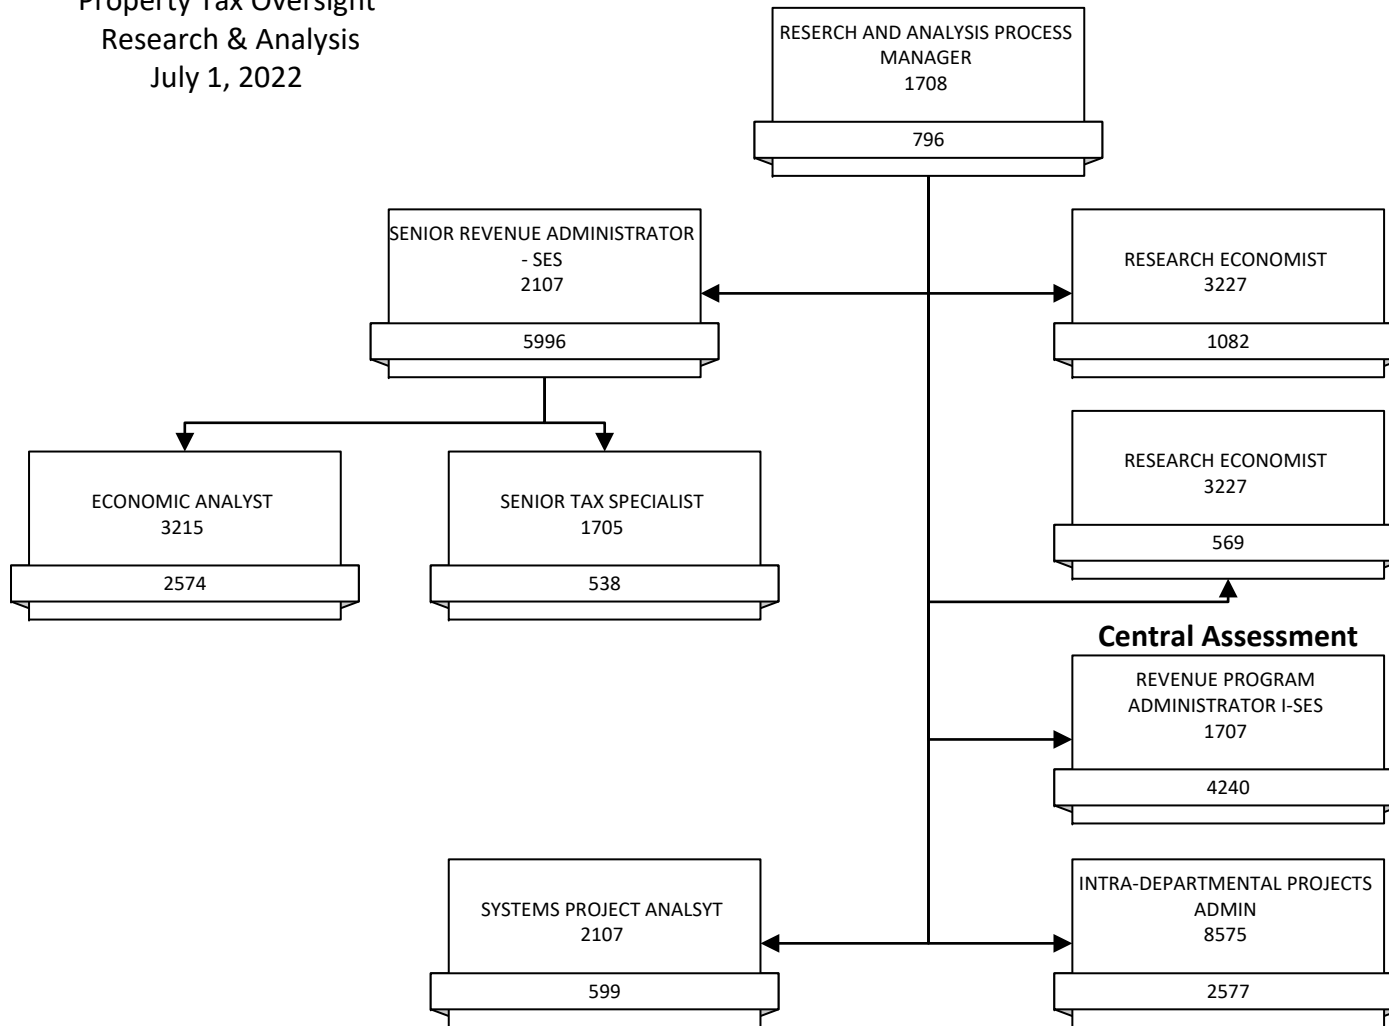 Property Tax Oversight
Research & Analysis
July 1, 2022
RESERCH AND ANALYSIS PROCESS
MANAGER
1708
796
SENIOR REVENUE ADMINISTRATOR
- SES
2107
5996
RESEARCH ECONOMIST
3227
1082
ECONOMIC ANALYST
3215
2574
SENIOR TAX SPECIALIST
1705
538
RESEARCH ECONOMIST
3227
569
Central Assessment
REVENUE PROGRAM
ADMINISTRATOR I-SES
1707
4240
SYSTEMS PROJECT ANALSYT
2107
599
INTRA-DEPARTMENTAL PROJECTS
ADMIN
8575
2577